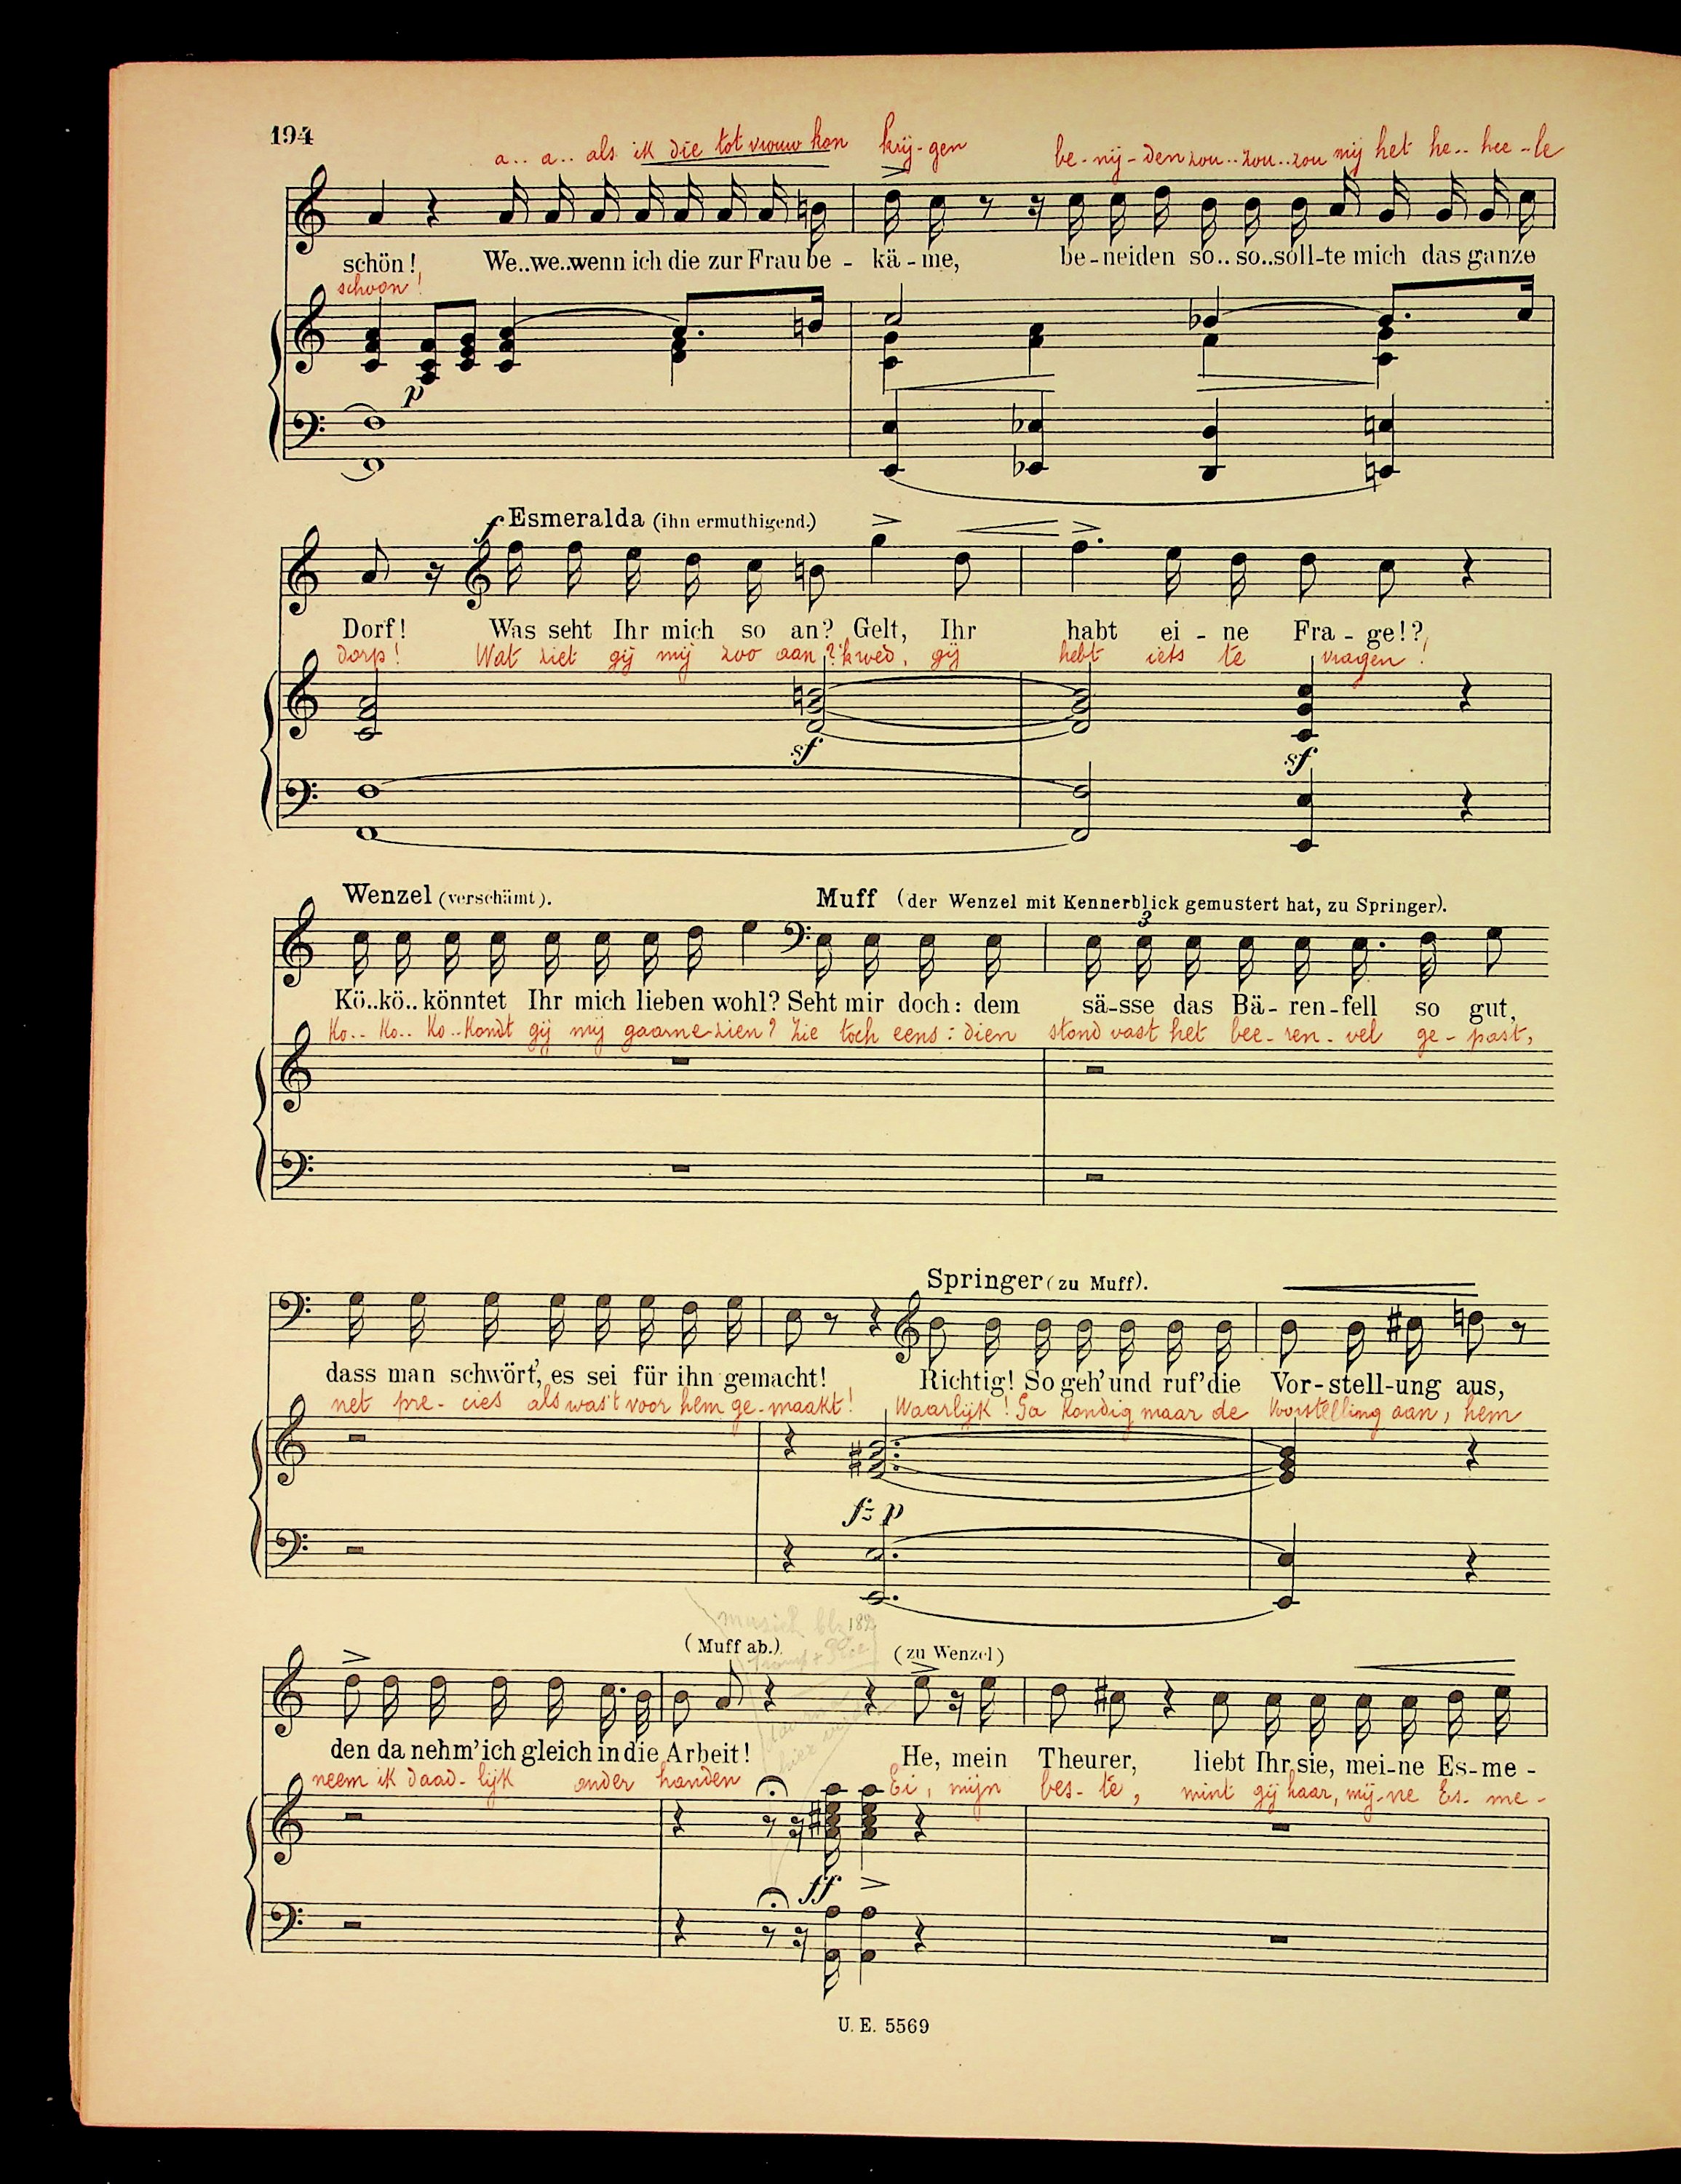 194
a.. a.. als ik die tot vrouw kon krij-gen be-nij-den zou..zou..zou mij het he.. hee-le
schön! We..we..wenn ich die zur Frau be - kä - me, be-neiden so.. so..soll-te mich das ganze
schoon!
p
f Esmeralda (ihn ermuthigend.)
Dorf! Was seht Ihr mich so an? Gelt, Ihr habt ei - ne Fra - ge!?
dorp! Wat ziet gij mij zoo aan? 'k wed, gij hebt iets te vragen!
sf sf
Wenzel (verschämt). Muff (der Wenzel mit Kennerblick gemustert hat, zu Springer).
3
Kö..kö.. könntet Ihr mich lieben wohl? Seht mir doch: dem sä-sse das Bä- ren-fell so gut,
Ko.. Ko.. Ko..Kondt gij mij gaarne zien? Zie toch eens: dien stond vast het bee-ren-vel ge-past,
Springer (zu Muff).
dass man schwört', es sei für ihn gemacht! Richtig! So geh' und ruf' die Vor-stell-ung aus,
net pre-cies als was't voor hem ge-maakt! Waarlijk! Ga Kondig maar de Voorstelling aan, hem
fz p
musiek blz 182
(Muff ab.) (zu Wenzel)
hier
den da nehm' ich gleich in die Arbeit! He, mein Theurer, liebt Ihr sie, mei-ne Es-me -
neem ik daad-lijk onder handen Ei, mijn bes-te, mint gij haar, mij-ne Es-me-
ff
U. E. 5569